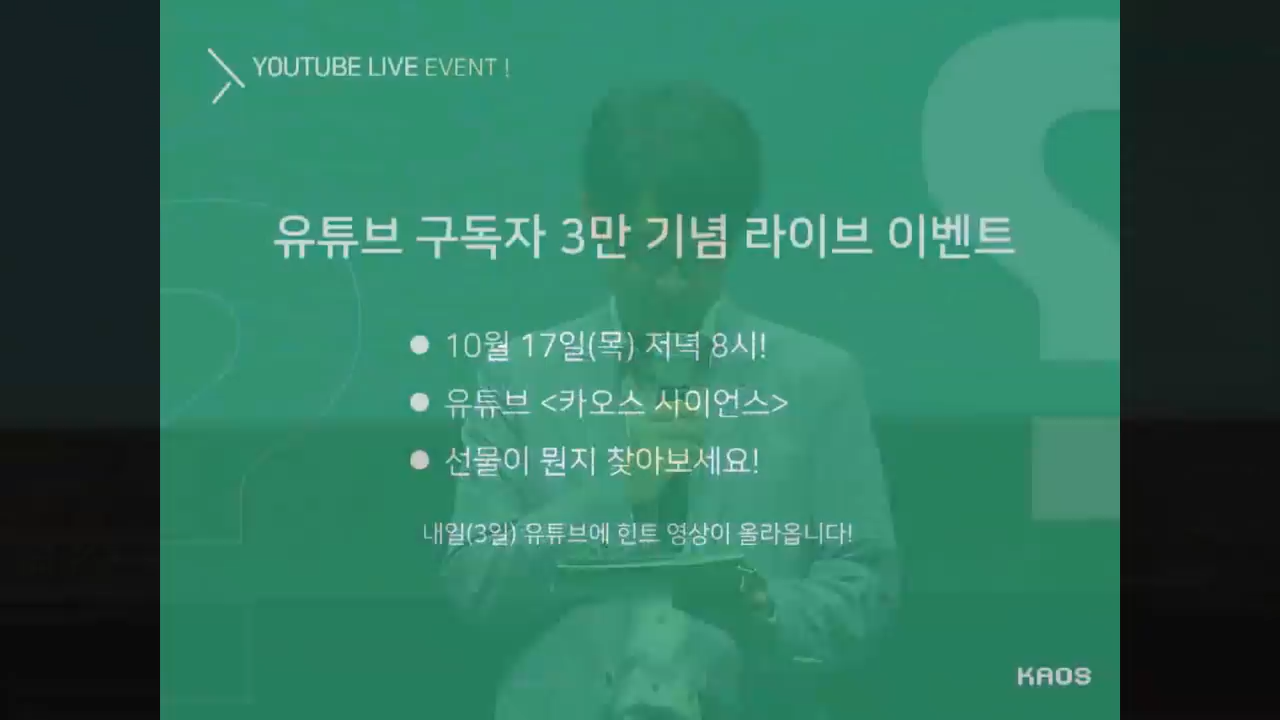 YOUTUBE LIVE EVENT !
유튜브 구독자 3만 기념 라이브 이벤트
10월 17일(목) 저녁 8시!
유튜브 <카오스 사이언스>
선물이 뭔지 찾아보세요!
내일(3일) 유튜브에 힌트 영상이 올라옵니다!
KAOS